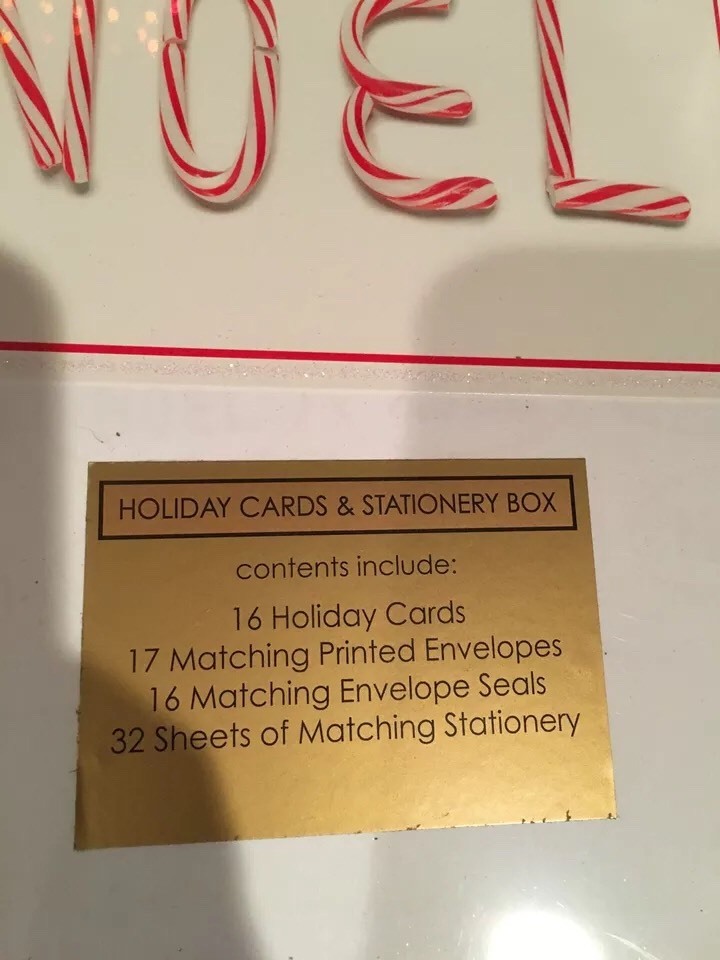 NOEL
HOLIDAY CARDS & STATIONERY BOX
contents include:
16 Holiday Cards
17 Matching Printed Envelopes
16 Matching Envelope Seals
32 Sheets of Matching Stationery